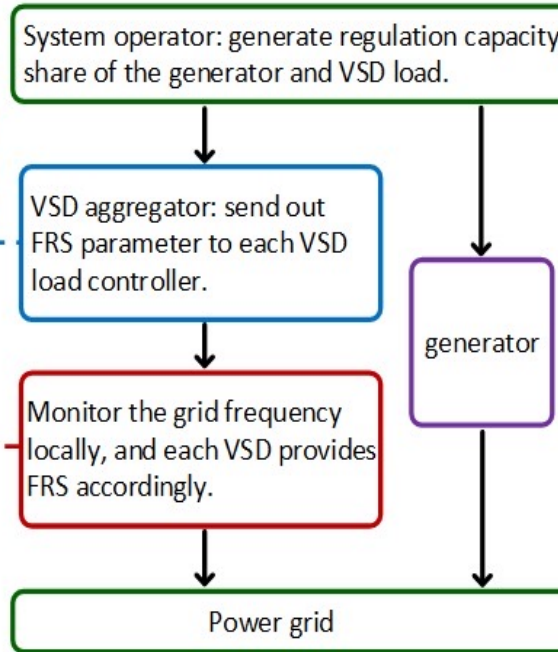 System operator: generate regulation capacity
share of the generator and VSD load.
VSD aggregator: send out
FRS parameter to each VSD
load controller.
generator
Monitor the grid frequency
locally, and each VSD provides
FRS accordingly.
Power grid